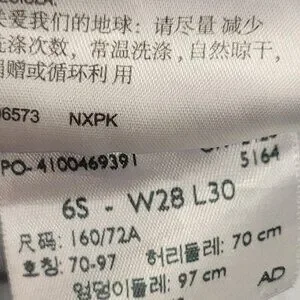 关爱我们的地球：请尽量 减少
洗涤次数，常温洗涤，自然晾干，
捐赠或循环利 用
06573 NXPK
PO- 4100469391
5164
6S - W28 L30
尺码: 160/72A
호칭: 70-97 허리둘레: 70 cm
엉덩이둘레: 97 cm
AD